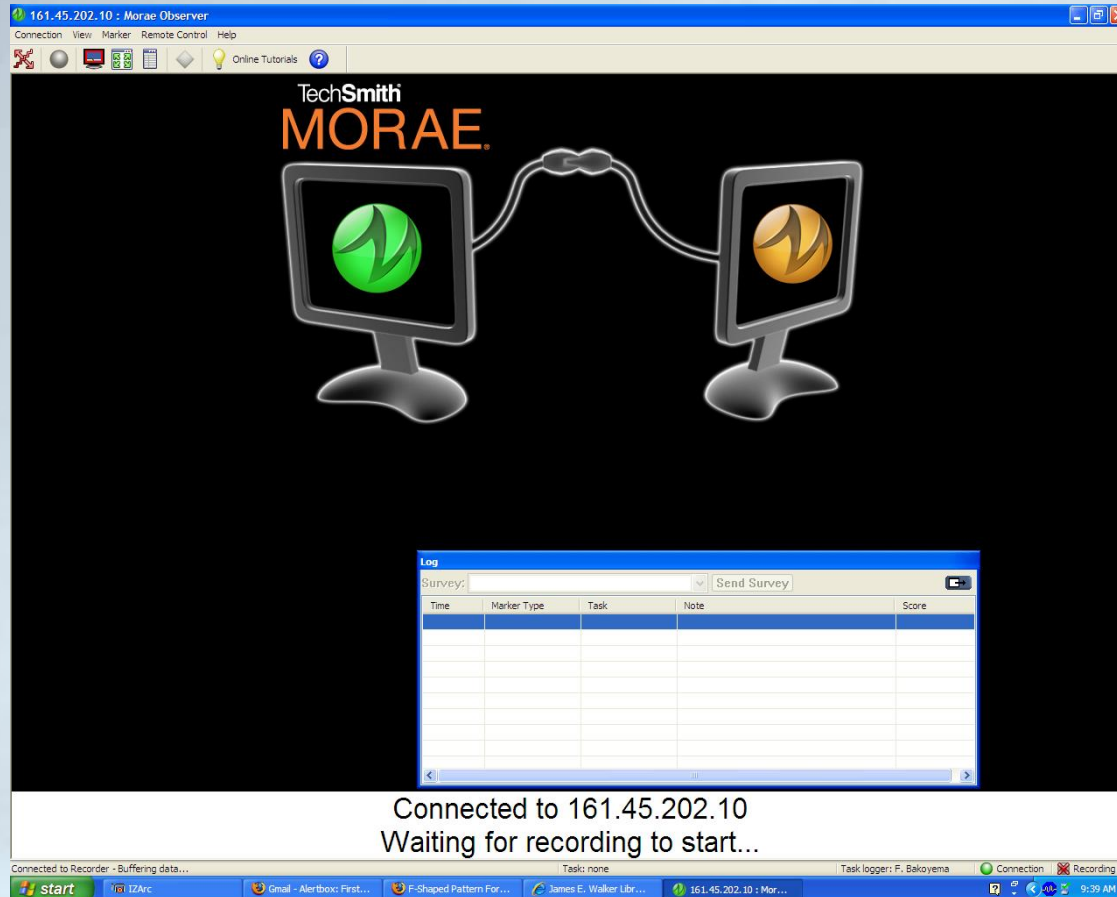 161.45.202.10 : Morae Observer
Connection View Marker Remote Control Help
Online Tutorials
TechSmith
MORAE®
Log
Survey: Send Survey
Time Marker Type Task Note Score
Connected to 161.45.202.10
Waiting for recording to start...
Connected to Recorder - Buffering data... Task: none Task logger: F. Bakoyema Connection Recording
start IZArc Gmail - Alertbox: First... F-Shaped Pattern For... James E. Walker Libr... 161.45.202.10 : Mor... 9:39 AM